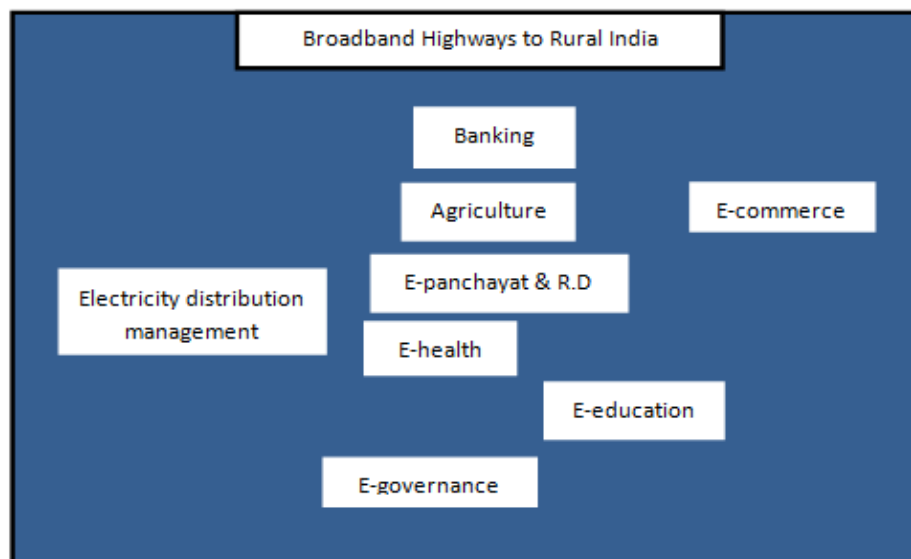 Broadband Highways to Rural India
Banking
Agriculture
E-commerce
E-panchayat & R.D
Electricity distribution
management
E-health
E-education
E-governance